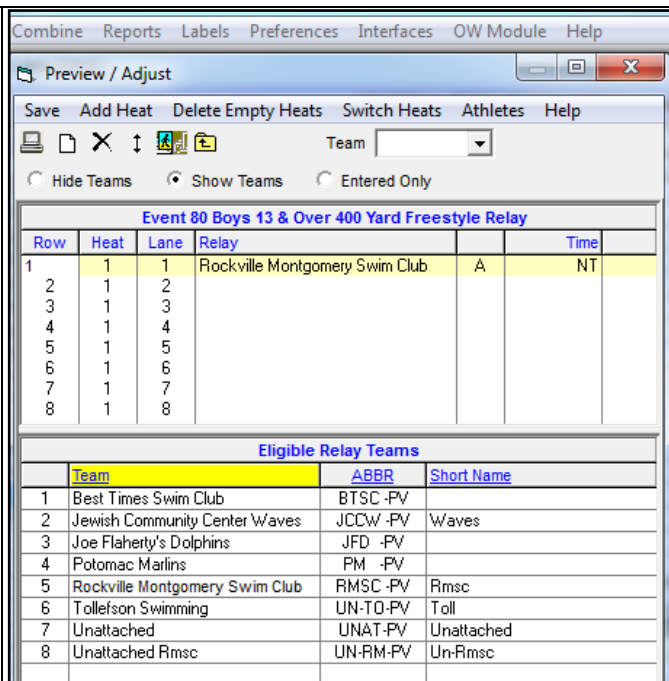 Combine Reports Labels Preferences Interfaces OW Module Help
Preview / Adjust
Save Add Heat Delete Empty Heats Switch Heats Athletes Help
Team
Hide Teams Show Teams Entered Only
Event 80 Boys 13 & Over 400 Yard Freestyle Relay
Row Heat Lane Relay Time
1 1 1 Rockville Montgomery Swim Club A NT
2 1 2
3 1 3
4 1 4
5 1 5
6 1 6
7 1 7
8 1 8
Eligible Relay Teams
Team ABBR Short Name
1 Best Times Swim Club BTSC -PV
2 Jewish Community Center Waves JCCW -PV Waves
3 Joe Flaherty's Dolphins JFD -PV
4 Potomac Marlins PM -PV
5 Rockville Montgomery Swim Club RMSC -PV Rmsc
6 Tollefson Swimming UN-TO-PV Toll
7 Unattached UNAT-PV Unattached
8 Unattached Rmsc UN-RM-PV Un-Rmsc